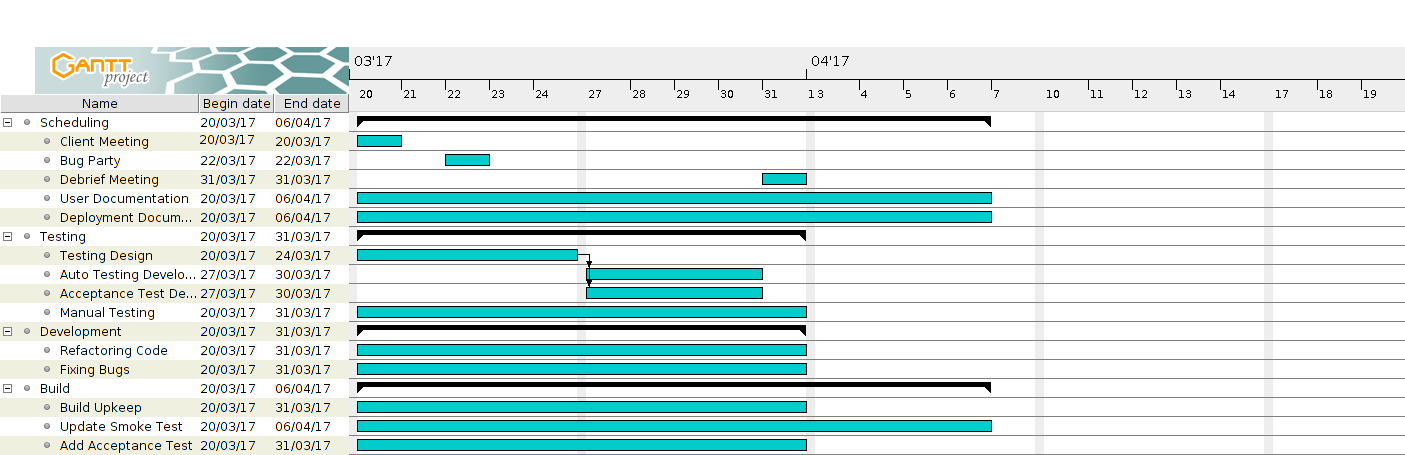 GANTT
project
03'17 04'17
20 21 22 23 24 27 28 29 30 31 1 3 4 5 6 7 10 11 12 13 14 17 18 19
Name Begin date End date
Scheduling 20/03/17 06/04/17
Client Meeting 20/03/17 20/03/17
Bug Party 22/03/17 22/03/17
Debrief Meeting 31/03/17 31/03/17
User Documentation 20/03/17 06/04/17
Deployment Docum... 20/03/17 06/04/17
Testing 20/03/17 31/03/17
Testing Design 20/03/17 24/03/17
Auto Testing Develo... 27/03/17 30/03/17
Acceptance Test De... 27/03/17 30/03/17
Manual Testing 20/03/17 31/03/17
Development 20/03/17 31/03/17
Refactoring Code 20/03/17 31/03/17
Fixing Bugs 20/03/17 31/03/17
Build 20/03/17 06/04/17
Build Upkeep 20/03/17 31/03/17
Update Smoke Test 20/03/17 06/04/17
Add Acceptance Test 20/03/17 31/03/17